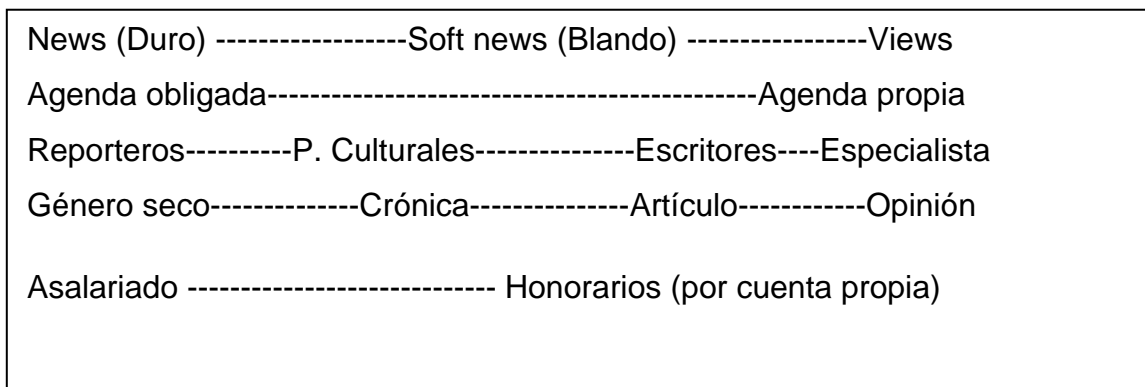 News (Duro) ------------------Soft news (Blando) -----------------Views
Agenda obligada----------------------------------------------Agenda propia
Reporteros----------P. Culturales---------------Escritores----Especialista
Género seco--------------Crónica---------------Artículo------------Opinión
Asalariado ----------------------------- Honorarios (por cuenta propia)